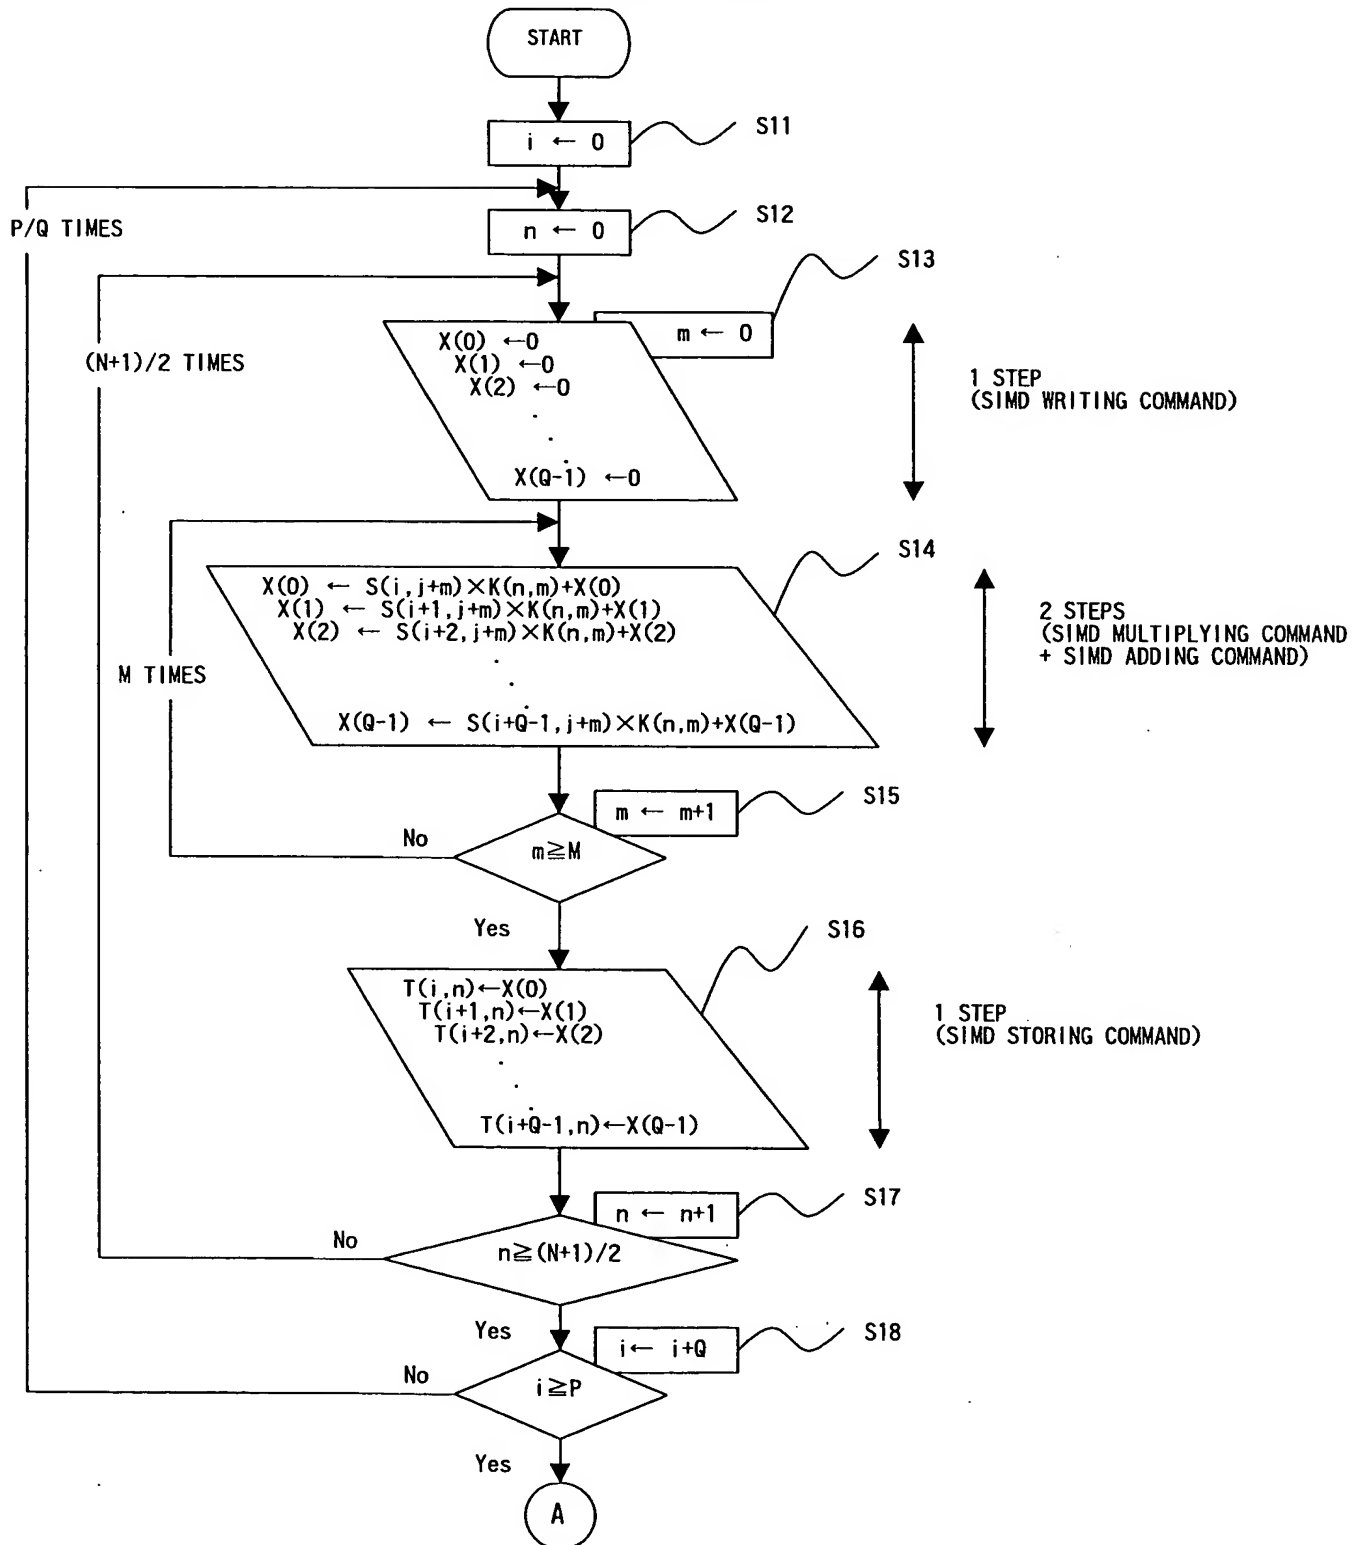 START
i ← 0
S11
P/Q TIMES
n ← 0
S12
S13
m ← 0
(N+1)/2 TIMES
X(0) ←0
X(1) ←0
X(2) ←0
X(Q-1) ←0
1 STEP
(SIMD WRITING COMMAND)
S14
X(0) ← S(i,j+m)×K(n,m)+X(0)
X(1) ← S(i+1,j+m)×K(n,m)+X(1)
X(2) ← S(i+2,j+m)×K(n,m)+X(2)
X(Q-1) ← S(i+Q-1,j+m)×K(n,m)+X(Q-1)
2 STEPS
(SIMD MULTIPLYING COMMAND
+ SIMD ADDING COMMAND)
M TIMES
m ← m+1
S15
No
m≧M
Yes
S16
T(i,n)←X(0)
T(i+1,n)←X(1)
T(i+2,n)←X(2)
T(i+Q-1,n)←X(Q-1)
1 STEP
(SIMD STORING COMMAND)
n ← n+1
S17
No
n≧(N+1)/2
Yes
i← i+Q
S18
No
i≧P
Yes
A